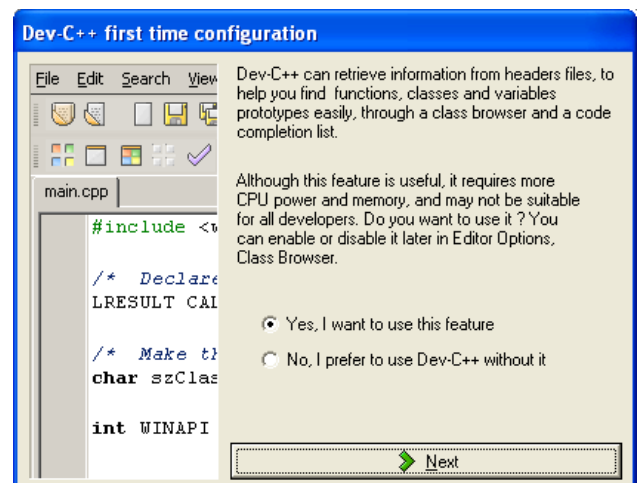 Dev-C++ first time configuration
File Edit Search View
main.cpp
#include <w
/* Declare
LRESULT CAL
/* Make th
char szClas
int WINAPI
Dev-C++ can retrieve information from headers files, to
help you find functions, classes and variables
prototypes easily, through a class browser and a code
completion list.
Although this feature is useful, it requires more
CPU power and memory, and may not be suitable
for all developers. Do you want to use it ? You
can enable or disable it later in Editor Options,
Class Browser.
Yes, I want to use this feature
No, I prefer to use Dev-C++ without it
Next